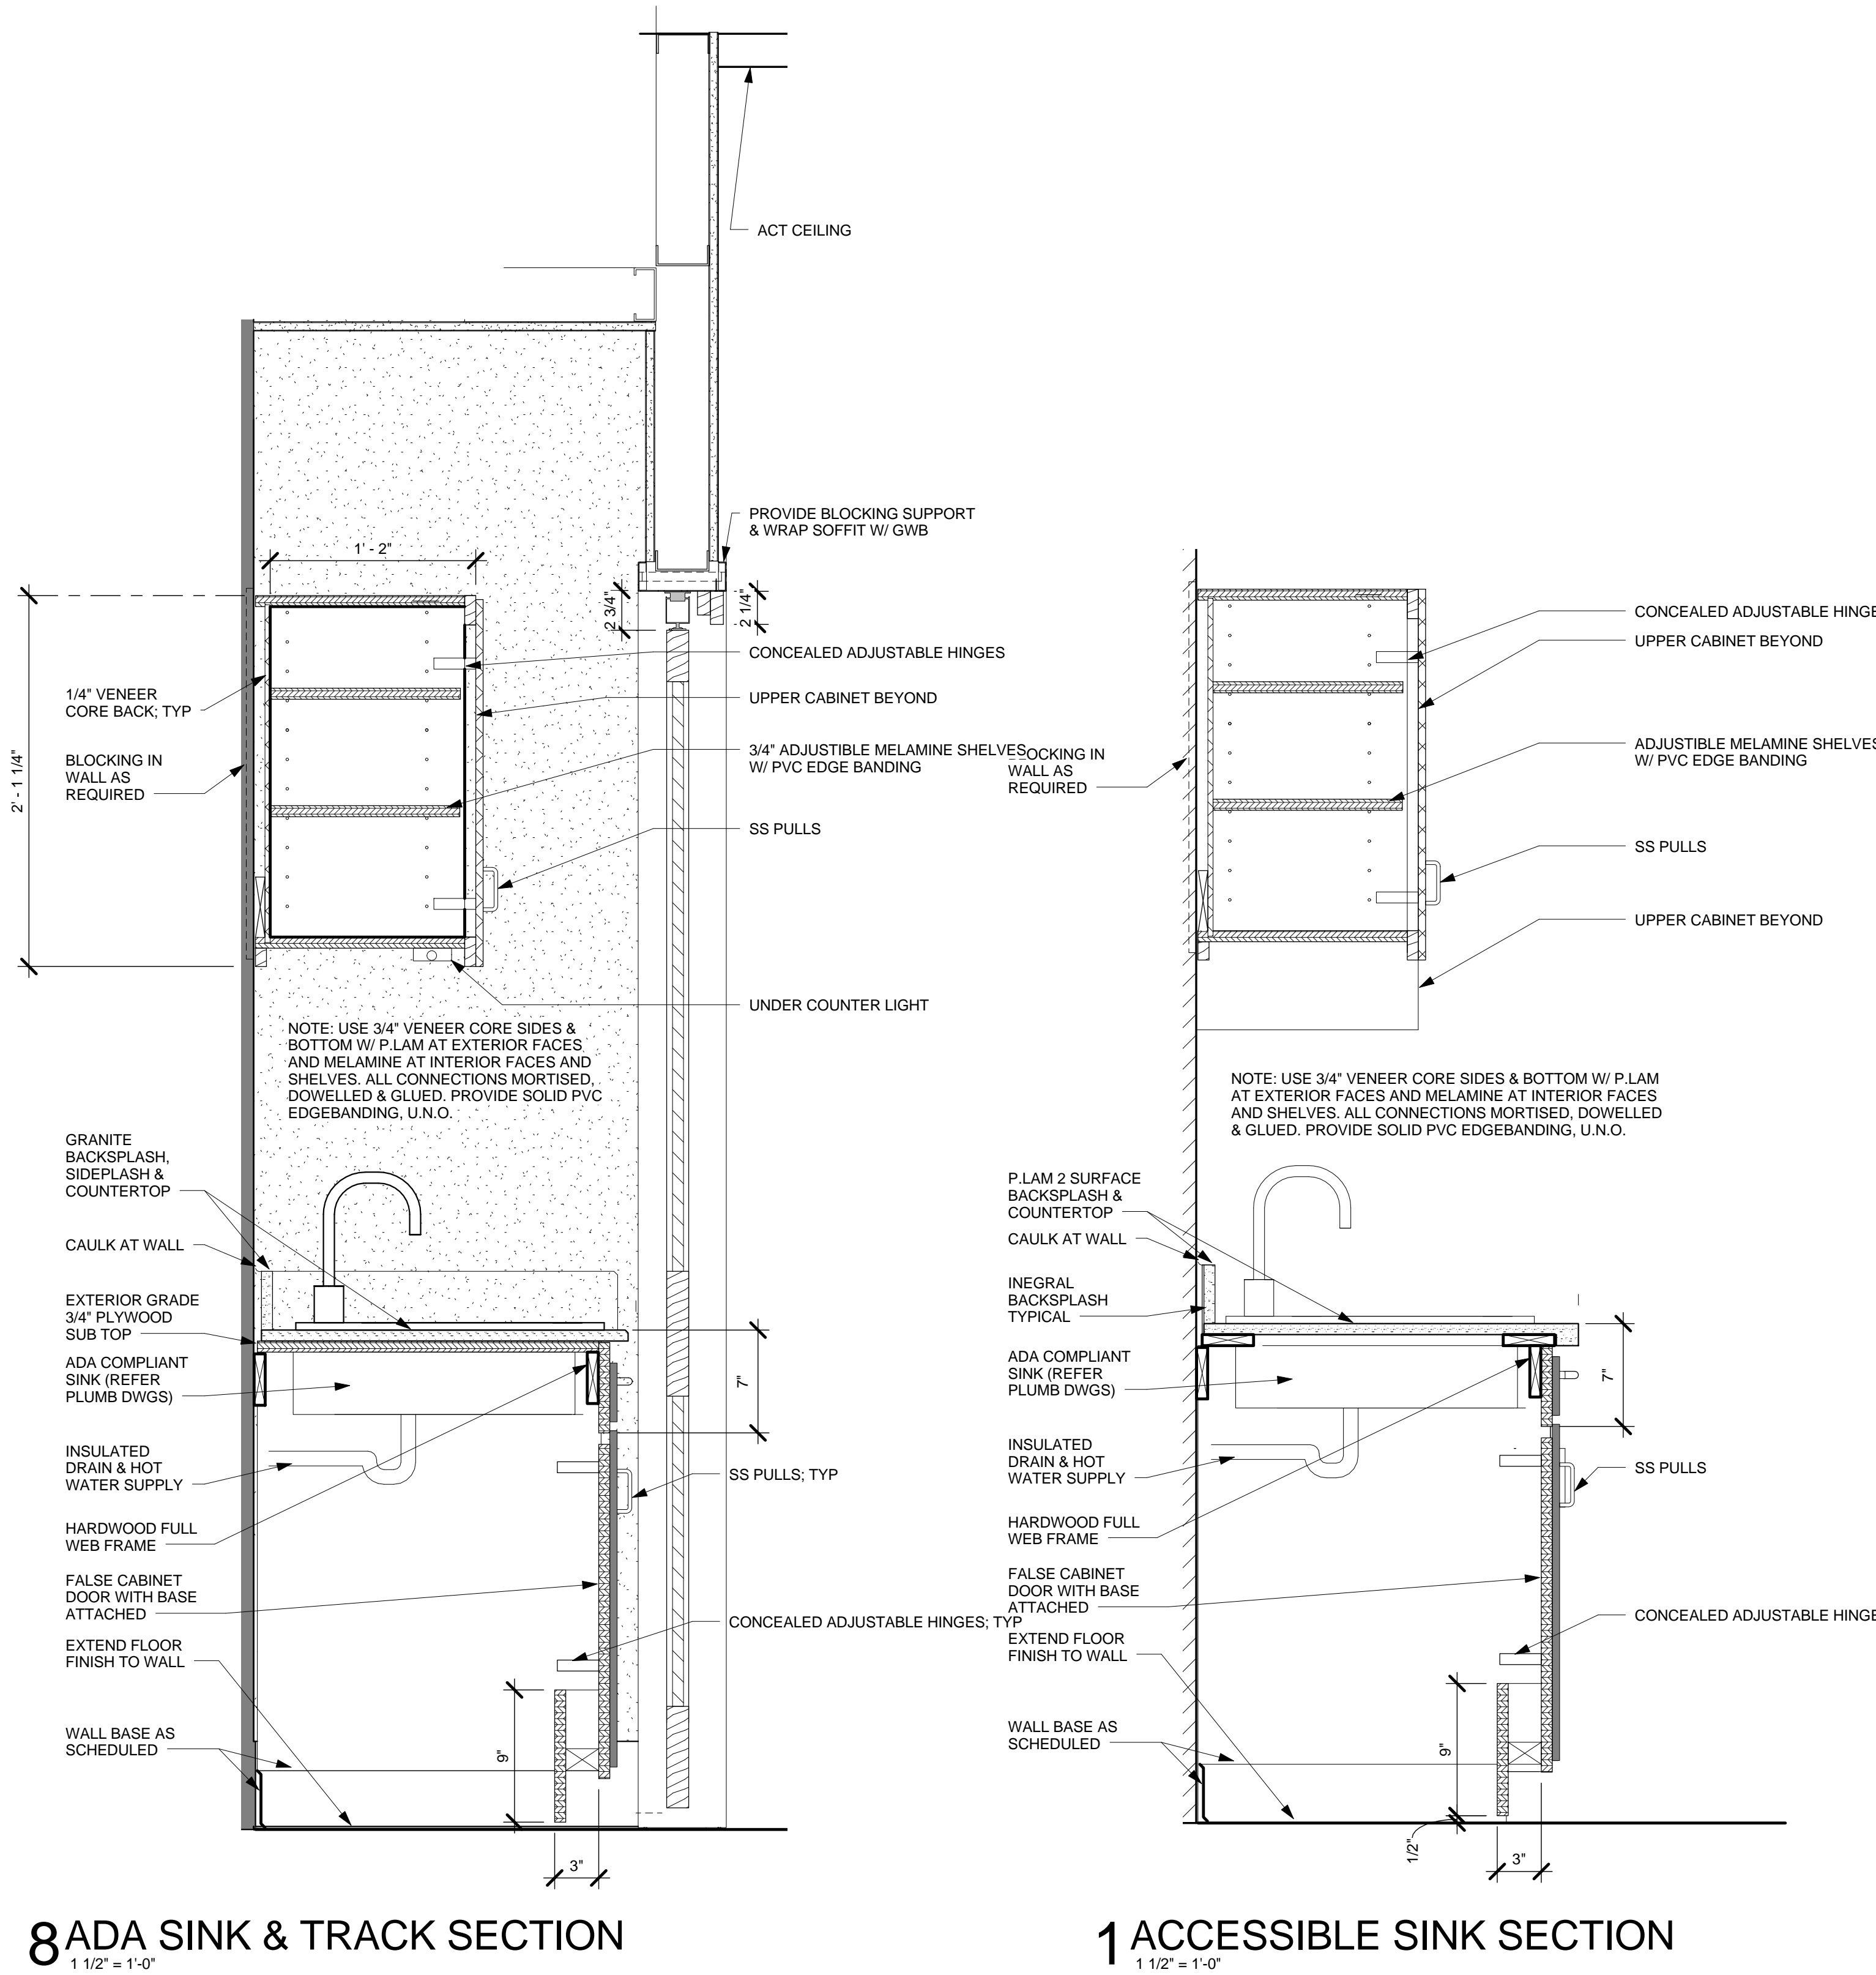 ACT CEILING
PROVIDE BLOCKING SUPPORT
& WRAP SOFFIT W/ GWB
1' - 2"
2 3/4"
2 1/4"
2' - 1 1/4"
CONCEALED ADJUSTABLE HINGES
UPPER CABINET BEYOND
3/4" ADJUSTIBLE MELAMINE SHELVES
W/ PVC EDGE BANDING
SS PULLS
UNDER COUNTER LIGHT
1/4" VENEER
CORE BACK; TYP
BLOCKING IN
WALL AS
REQUIRED
NOTE: USE 3/4" VENEER CORE SIDES &
BOTTOM W/ P.LAM AT EXTERIOR FACES
AND MELAMINE AT INTERIOR FACES AND
SHELVES. ALL CONNECTIONS MORTISED,
DOWELLED & GLUED. PROVIDE SOLID PVC
EDGEBANDING, U.N.O.
GRANITE
BACKSPLASH,
SIDEPLASH &
COUNTERTOP
CAULK AT WALL
EXTERIOR GRADE
3/4" PLYWOOD
SUB TOP
ADA COMPLIANT
SINK (REFER
PLUMB DWGS)
INSULATED
DRAIN & HOT
WATER SUPPLY
HARDWOOD FULL
WEB FRAME
FALSE CABINET
DOOR WITH BASE
ATTACHED
EXTEND FLOOR
FINISH TO WALL
WALL BASE AS
SCHEDULED
7"
SS PULLS; TYP
CONCEALED ADJUSTABLE HINGES; TYP
9"
3"
8 ADA SINK & TRACK SECTION
1 1/2" = 1'-0"
CONCEALED ADJUSTABLE HINGE
UPPER CABINET BEYOND
OCKING IN
WALL AS
REQUIRED
ADJUSTIBLE MELAMINE SHELVES
W/ PVC EDGE BANDING
SS PULLS
UPPER CABINET BEYOND
NOTE: USE 3/4" VENEER CORE SIDES & BOTTOM W/ P.LAM
AT EXTERIOR FACES AND MELAMINE AT INTERIOR FACES
AND SHELVES. ALL CONNECTIONS MORTISED, DOWELLED
& GLUED. PROVIDE SOLID PVC EDGEBANDING, U.N.O.
P.LAM 2 SURFACE
BACKSPLASH &
COUNTERTOP
CAULK AT WALL
INEGRAL
BACKSPLASH
TYPICAL
ADA COMPLIANT
SINK (REFER
PLUMB DWGS)
INSULATED
DRAIN & HOT
WATER SUPPLY
HARDWOOD FULL
WEB FRAME
FALSE CABINET
DOOR WITH BASE
ATTACHED
EXTEND FLOOR
FINISH TO WALL
WALL BASE AS
SCHEDULED
7"
SS PULLS
CONCEALED ADJUSTABLE HINGE
9"
1/2"
3"
1 ACCESSIBLE SINK SECTION
1 1/2" = 1'-0"